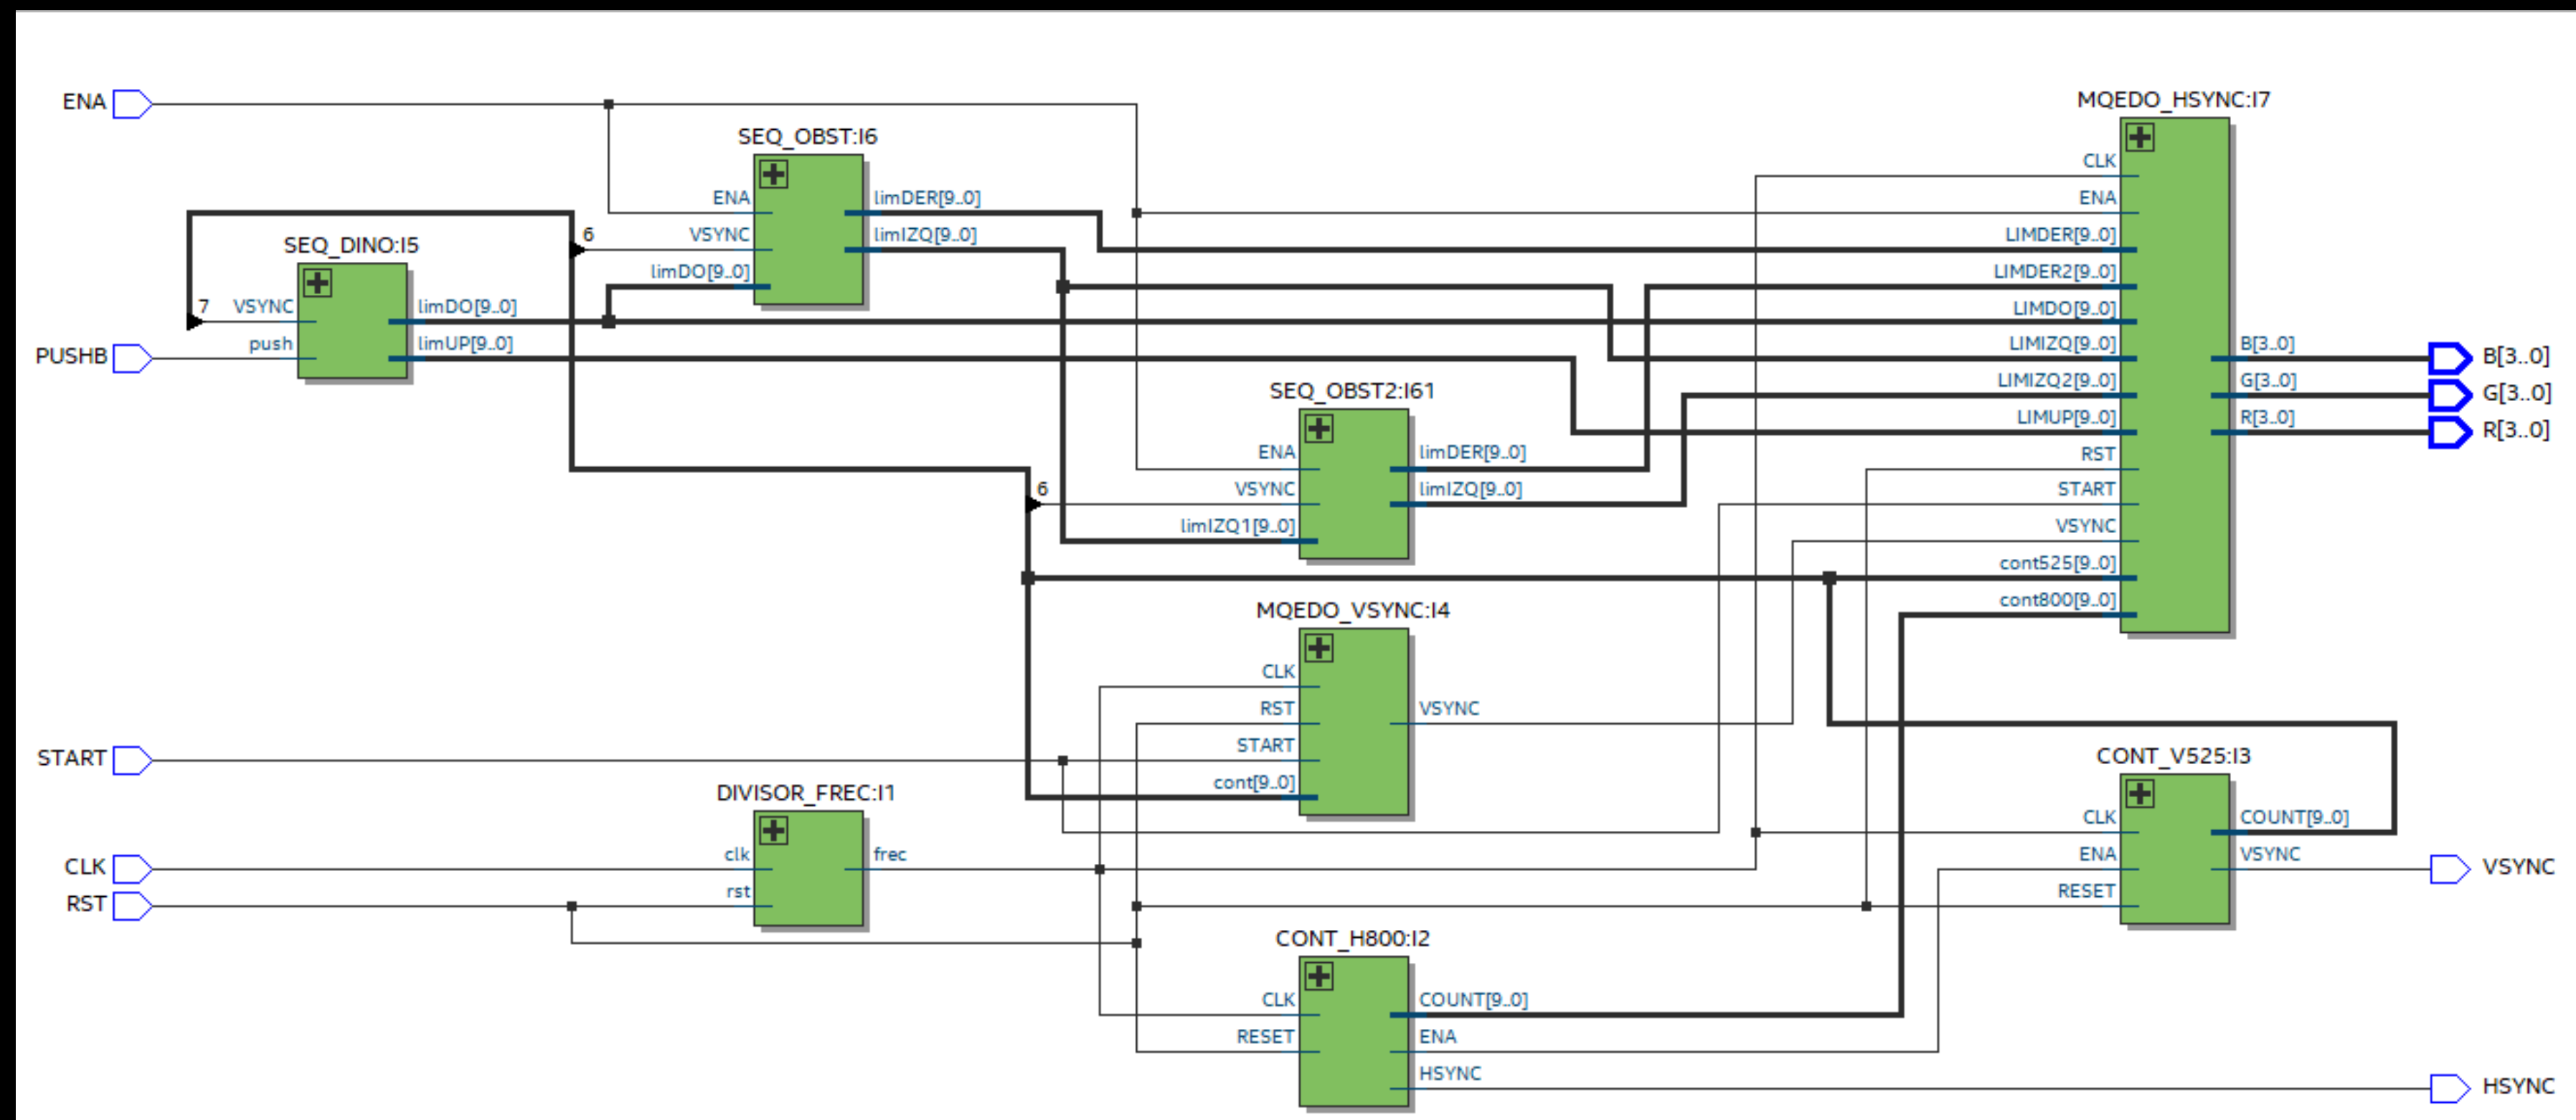 ENA
PUSHB
START
CLK
RST
SEQ_DINO:I5
7
VSYNC
push
limDO[9..0]
limUP[9..0]
SEQ_OBST:I6
ENA
6
VSYNC
limDO[9..0]
limDER[9..0]
limIZQ[9..0]
DIVISOR_FREC:I1
clk
rst
frec
SEQ_OBST2:I61
ENA
6
VSYNC
limIZQ1[9..0]
limDER[9..0]
limIZQ[9..0]
MQEDO_VSYNC:I4
CLK
RST
START
cont[9..0]
VSYNC
CONT_H800:I2
CLK
RESET
COUNT[9..0]
ENA
HSYNC
MQEDO_HSYNC:I7
CLK
ENA
LIMDER[9..0]
LIMDER2[9..0]
LIMDO[9..0]
LIMIZQ[9..0]
LIMIZQ2[9..0]
LIMUP[9..0]
RST
START
VSYNC
cont525[9..0]
cont800[9..0]
B[3..0]
G[3..0]
R[3..0]
CONT_V525:I3
CLK
ENA
RESET
COUNT[9..0]
VSYNC
B[3..0]
G[3..0]
R[3..0]
VSYNC
HSYNC